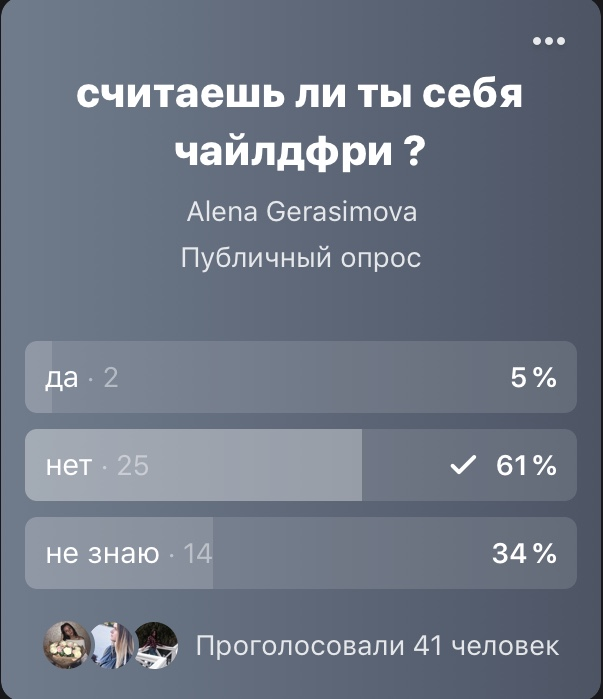 считаешь ли ты себя
чайлдфри ?
Alena Gerasimova
Публичный опрос
да · 2 5 %
нет · 25 61 %
не знаю · 14 34 %
Проголосовали 41 человек